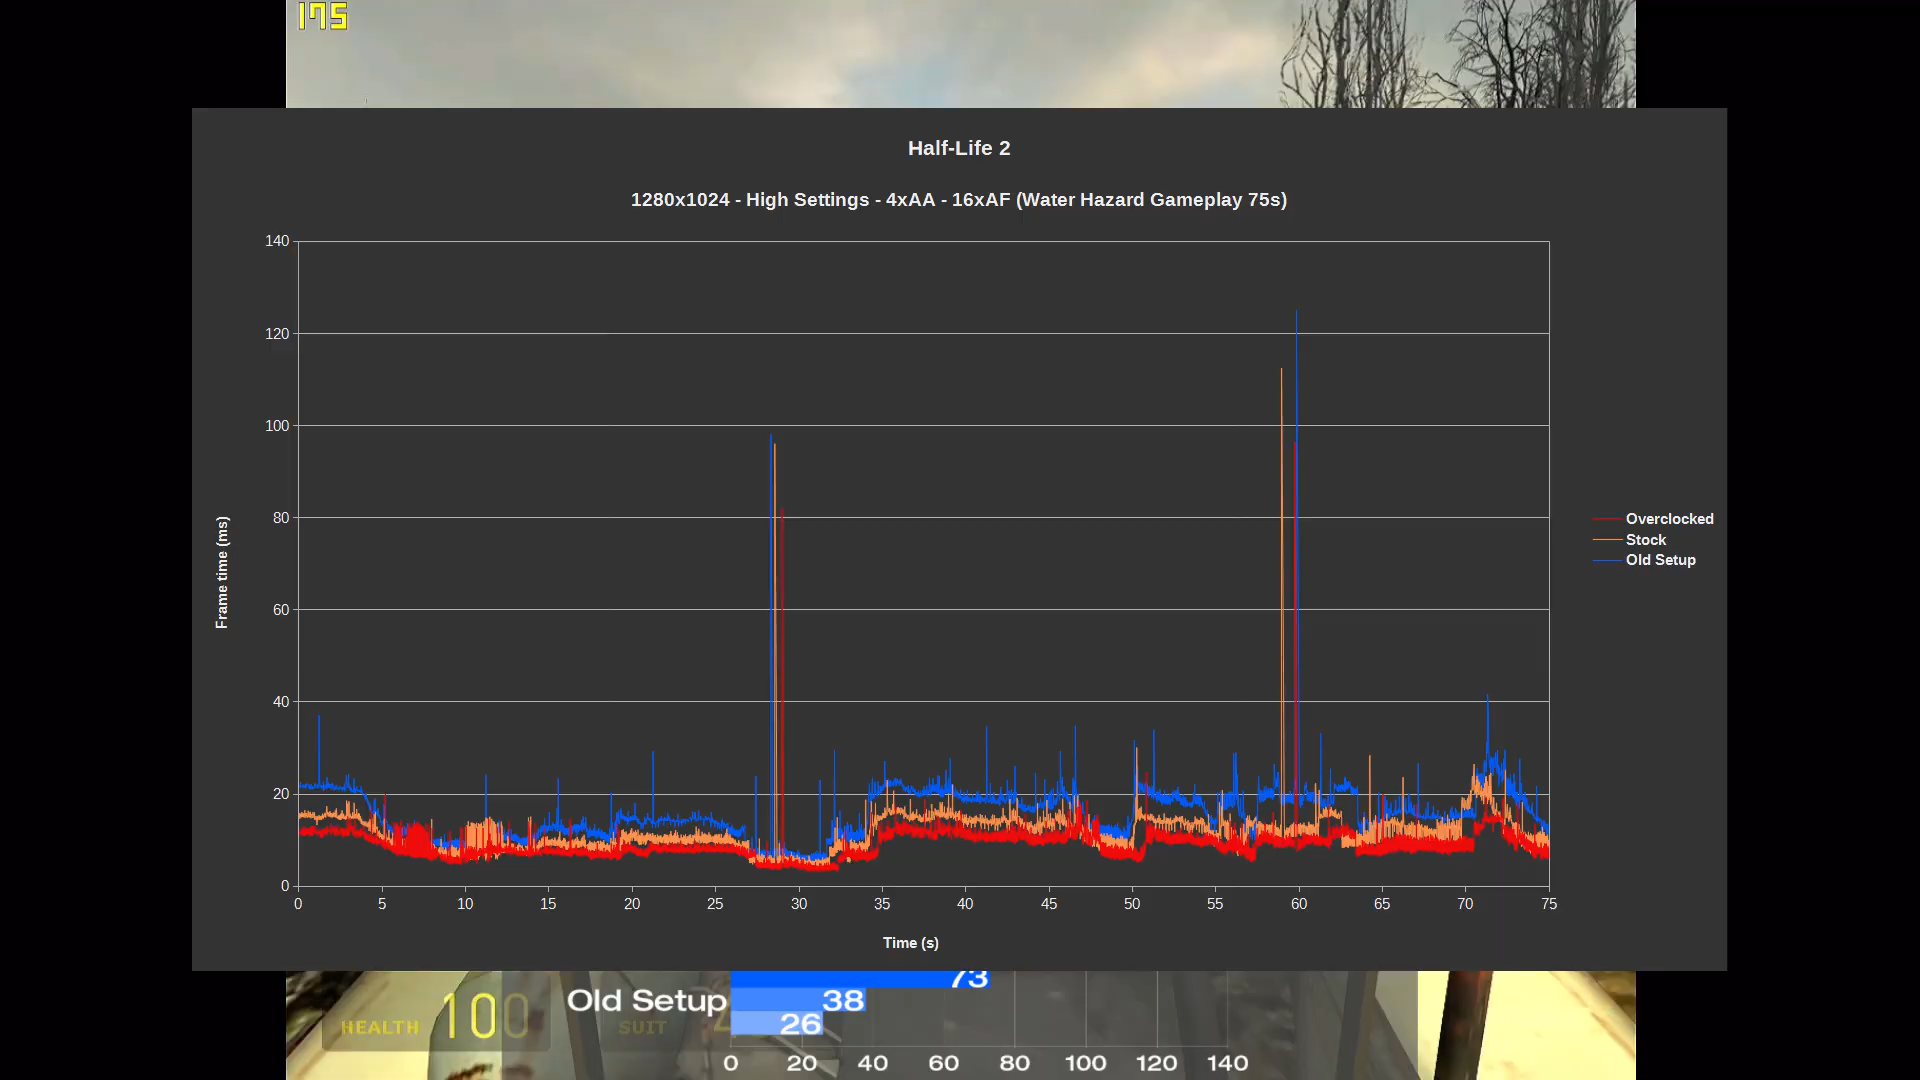 175
Half-Life 2
1280x1024 - High Settings - 4xAA - 16xAF (Water Hazard Gameplay 75s)
140
120
100
80
60
40
20
0
Frame time (ms)
0 5 10 15 20 25 30 35 40 45 50 55 60 65 70 75
Time (s)
Overclocked
Stock
Old Setup
73
Old Setup 38
26
HEALTH 100
SUIT
0 20 40 60 80 100 120 140